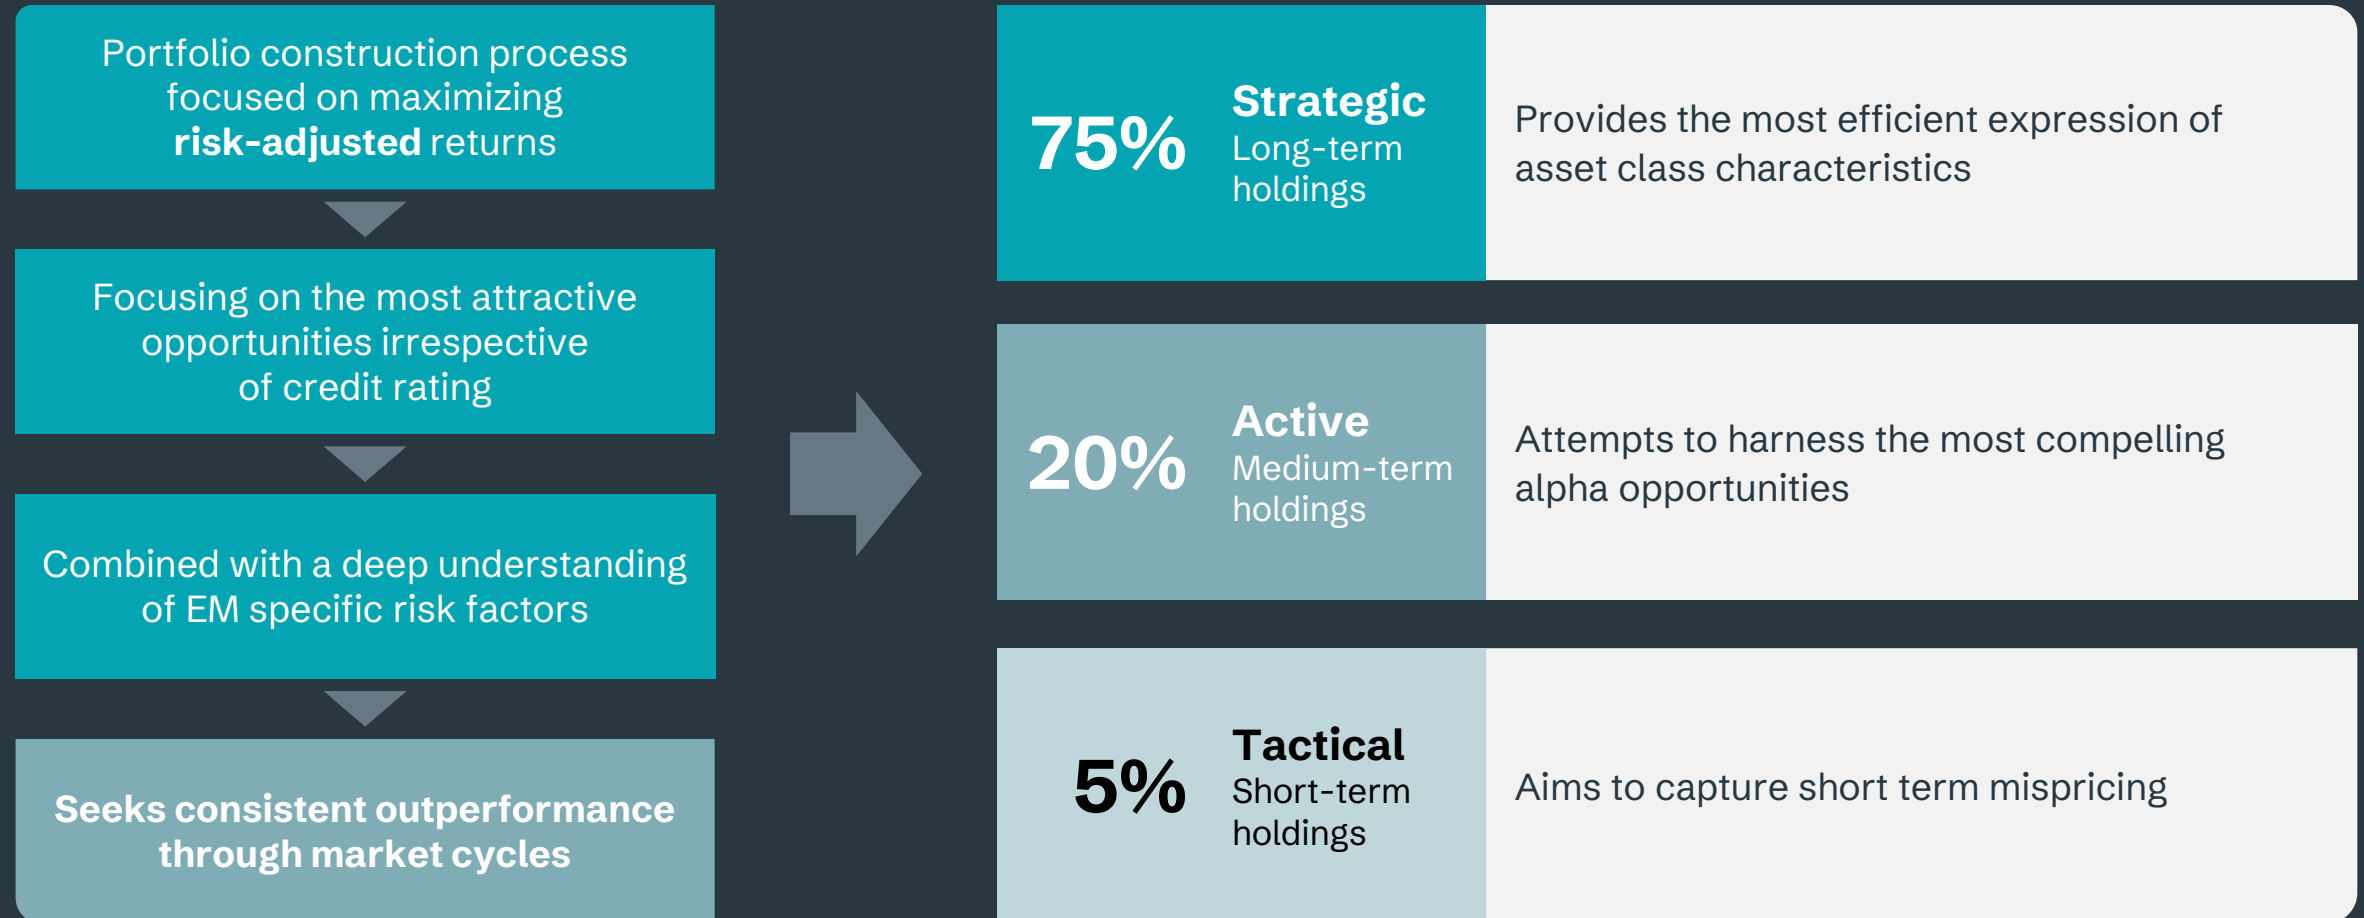 Portfolio construction process
focused on maximizing
risk-adjusted returns
Focusing on the most attractive
opportunities irrespective
of credit rating
Combined with a deep understanding
of EM specific risk factors
Seeks consistent outperformance
through market cycles
75%
Strategic
Long-term
holdings
Provides the most efficient expression of
asset class characteristics
20%
Active
Medium-term
holdings
Attempts to harness the most compelling
alpha opportunities
5%
Tactical
Short-term
holdings
Aims to capture short term mispricing